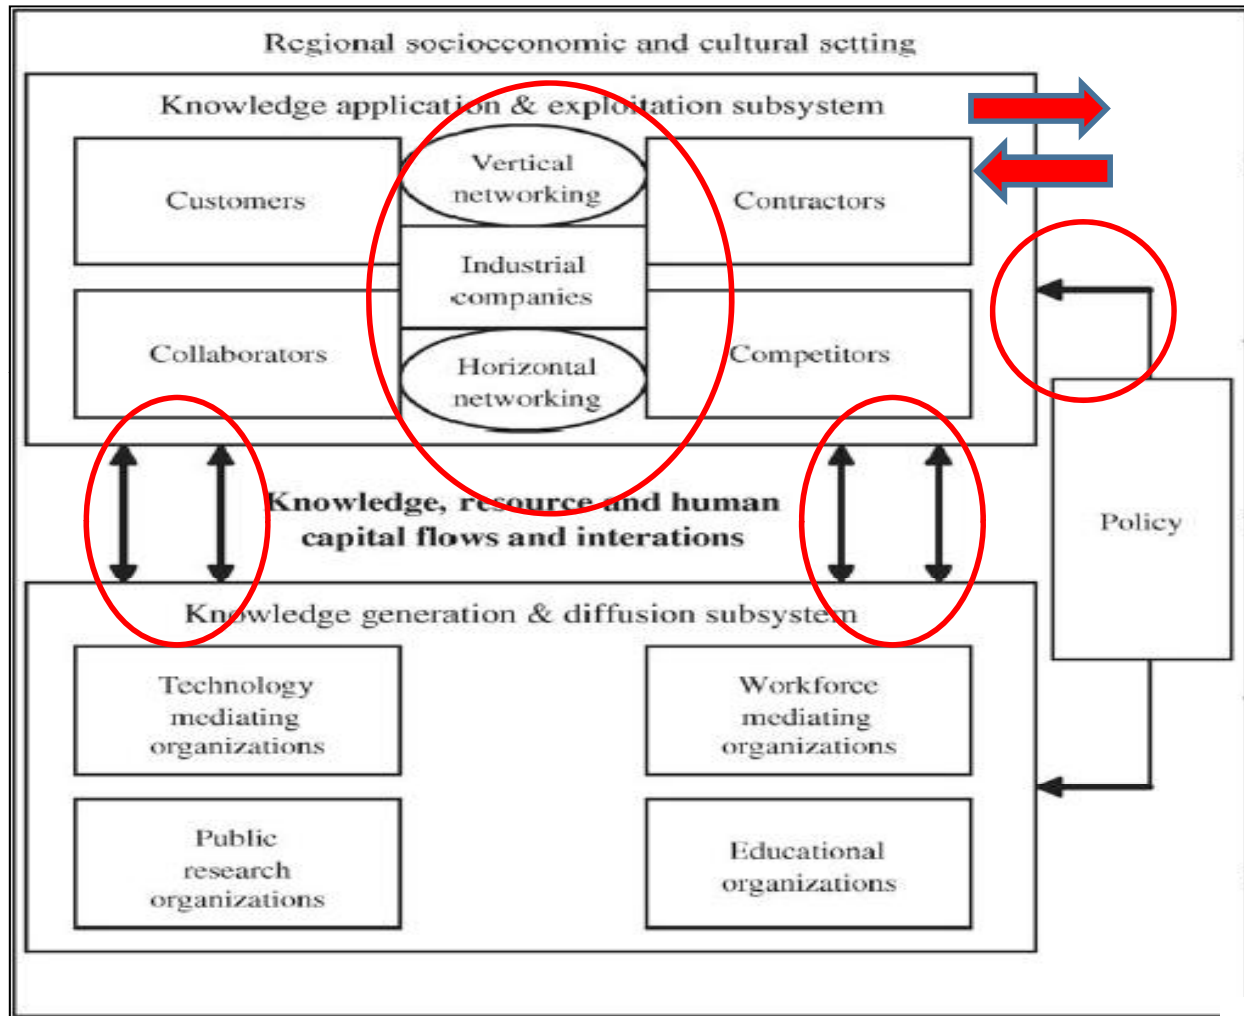 Regional socioeconomic and cultural setting
Knowledge application & exploitation subsystem
Vertical
networking
Customers
Contractors
Industrial
companies
Collaborators
Competitors
Horizontal
networking
Knowledge, resource and human
capital flows and interations
Policy
Knowledge generation & diffusion subsystem
Technology
mediating
organizations
Workforce
mediating
organizations
Public
research
organizations
Educational
organizations